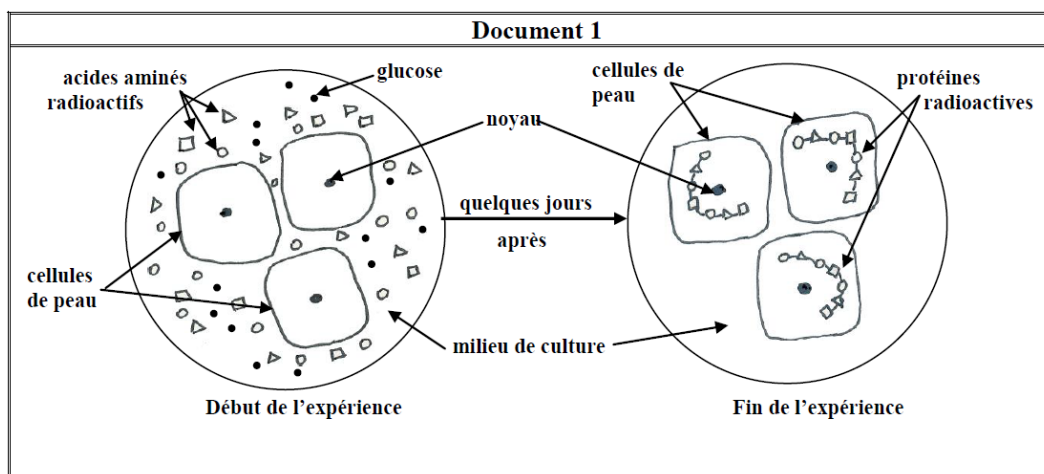 Document 1
acides aminés
radioactifs
glucose
noyau
cellules de
peau
protéines
radioactives
quelques jours
après
cellules
de peau
milieu de culture
Début de l'expérience
Fin de l'expérience